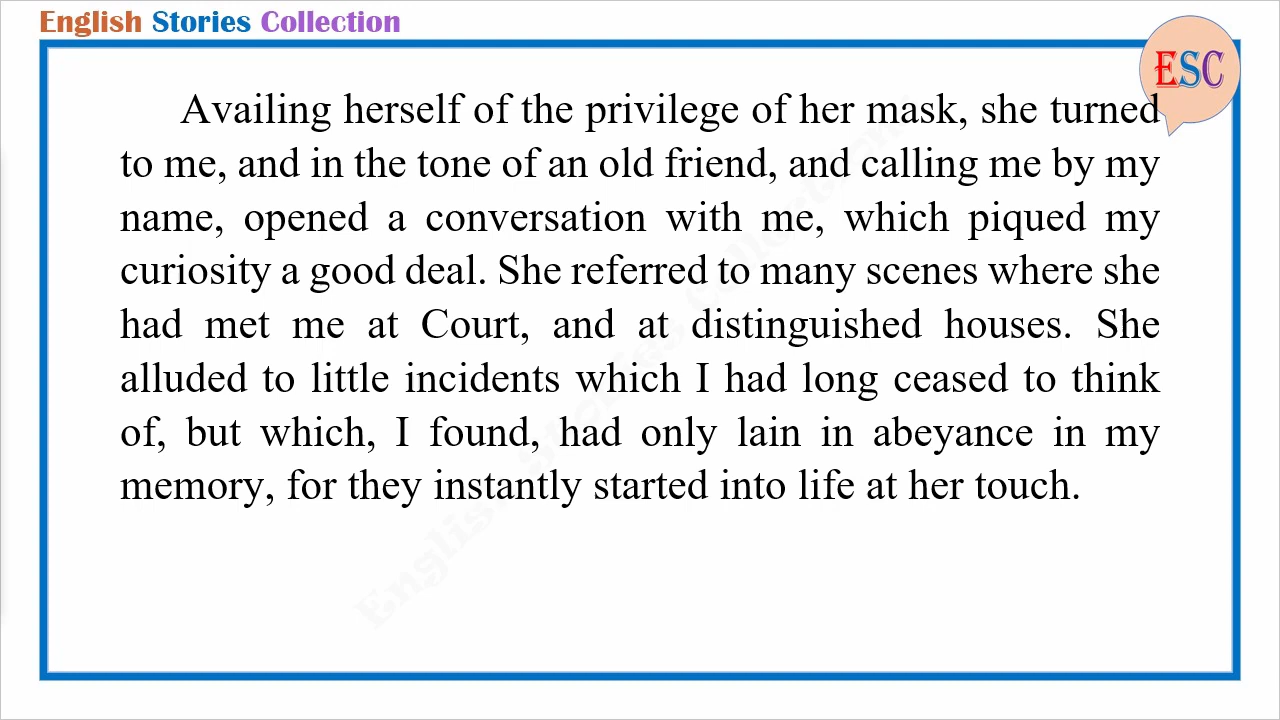 English Stories Collection
ESC
Availing herself of the privilege of her mask, she turned
to me, and in the tone of an old friend, and calling me by my
name, opened a conversation with me, which piqued my
curiosity a good deal. She referred to many scenes where she
had met me at Court, and at distinguished houses. She
alluded to little incidents which I had long ceased to think
of, but which, I found, had only lain in abeyance in my
memory, for they instantly started into life at her touch.
English Stories Collection